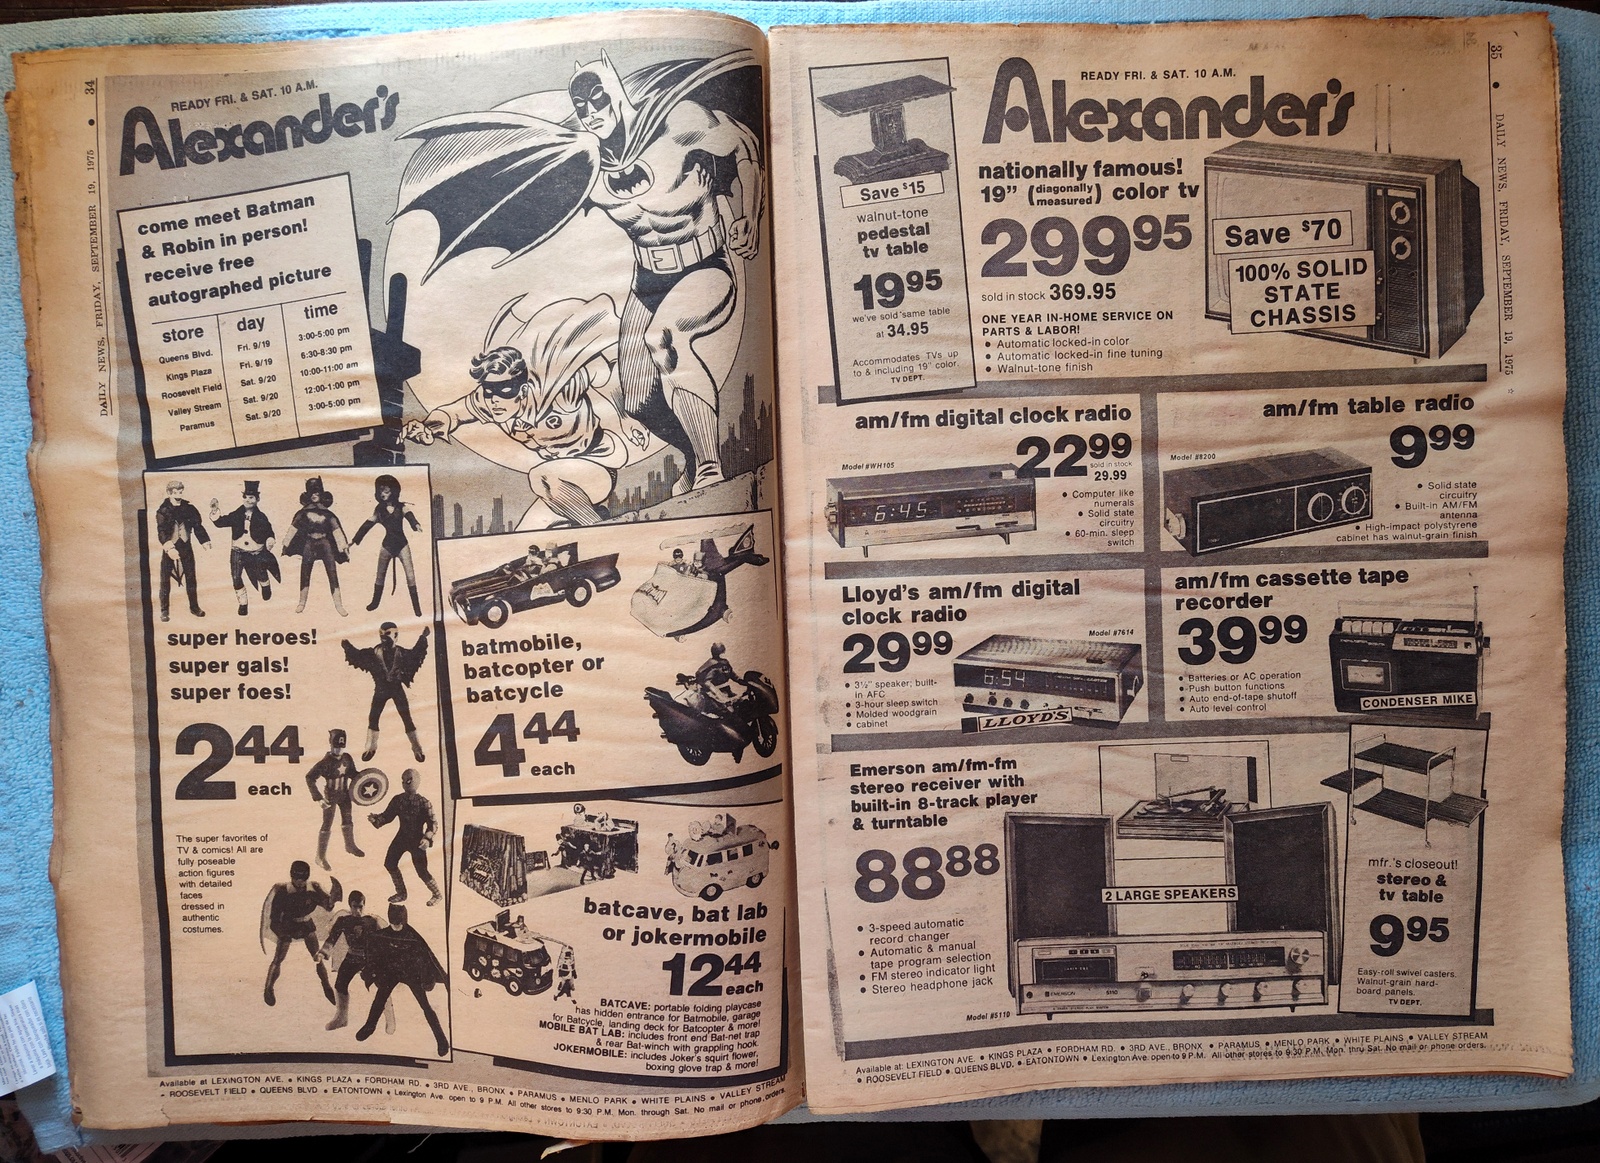 34 • DAILY NEWS, FRIDAY, SEPTEMBER 19, 1975
READY FRI. & SAT. 10 A.M.
Alexander's
come meet Batman
& Robin in person!
receive free
autographed picture
store day time
Queens Blvd. Fri. 9/19 3:00-5:00 pm
Kings Plaza Fri. 9/19 6:30-8:30 pm
Roosevelt Field Sat. 9/20 10:00-11:00 am
Valley Stream Sat. 9/20 12:00-1:00 pm
Paramus Sat. 9/20 3:00-5:00 pm
R
super heroes!
super gals!
super foes!
2 44
each
The super favorites of
TV & comics! All are
fully poseable
action figures
with detailed
faces
dressed in
authentic
costumes.
batmobile,
batcopter or
batcycle
4 44
each
batcave, bat lab
or jokermobile
12 44
each
BATCAVE: portable folding playcase
has hidden entrance for Batmobile, garage
for Batcycle, landing deck for Batcopter & more!
MOBILE BAT LAB: includes front end Bat-net trap
& rear Bat-winch with grappling hook.
JOKERMOBILE: includes Joker's squirt flower,
boxing glove trap & more!
Available at LEXINGTON AVE. • KINGS PLAZA • FORDHAM RD. • 3RD AVE., BRONX • PARAMUS • MENLO PARK • WHITE PLAINS • VALLEY STREAM
• ROOSEVELT FIELD • QUEENS BLVD • EATONTOWN • Lexington Ave. open to 9 P.M. All other stores to 9:30 P.M. Mon. through Sat. No mail or phone orders.
35 • DAILY NEWS, FRIDAY, SEPTEMBER 19, 1975
READY FRI. & SAT. 10 A.M.
Alexander's
Save $15
walnut-tone
pedestal
tv table
19 95
we've sold same table
at 34.95
Accommodates TVs up
to & including 19" color.
TV DEPT.
nationally famous!
19" (diagonally measured) color tv
299 95
sold in stock 369.95
ONE YEAR IN-HOME SERVICE ON
PARTS & LABOR!
• Automatic locked-in color
• Automatic locked-in fine tuning
• Walnut-tone finish
Save $70
100% SOLID
STATE
CHASSIS
am/fm digital clock radio
22 99
Model #WH105
sold in stock
29.99
6:45
• Computer like
numerals
• Solid state
circuitry
• 60-min. sleep
switch
am/fm table radio
9 99
Model #8200
• Solid state
circuitry
• Built-in AM/FM
antenna
• High-impact polystyrene
cabinet has walnut-grain finish
Lloyd's am/fm digital
clock radio
29 99
Model #7614
6:54
LLOYD'S
• 3½" speaker; built-
in AFC
• 3-hour sleep switch
• Molded woodgrain
• cabinet
am/fm cassette tape
recorder
39 99
• Batteries or AC operation
• Push button functions
• Auto end-of-tape shutoff
• Auto level control
CONDENSER MIKE
Emerson am/fm-fm
stereo receiver with
built-in 8-track player
& turntable
88 88
• 3-speed automatic
record changer
• Automatic & manual
tape program selection
• FM stereo indicator light
• Stereo headphone jack
2 LARGE SPEAKERS
EMERSON
Model #5110
mfr.'s closeout!
stereo &
tv table
9 95
Easy-roll swivel casters.
Walnut-grain hard-
board panels.
TV DEPT.
Available at: LEXINGTON AVE. • KINGS PLAZA • FORDHAM RD. • 3RD AVE., BRONX • PARAMUS • MENLO PARK • WHITE PLAINS • VALLEY STREAM
• ROOSEVELT FIELD • QUEENS BLVD. • EATONTOWN • Lexington Ave. open to 9 P.M. All other stores to 9:30 P.M. Mon. thru Sat. No mail or phone orders.